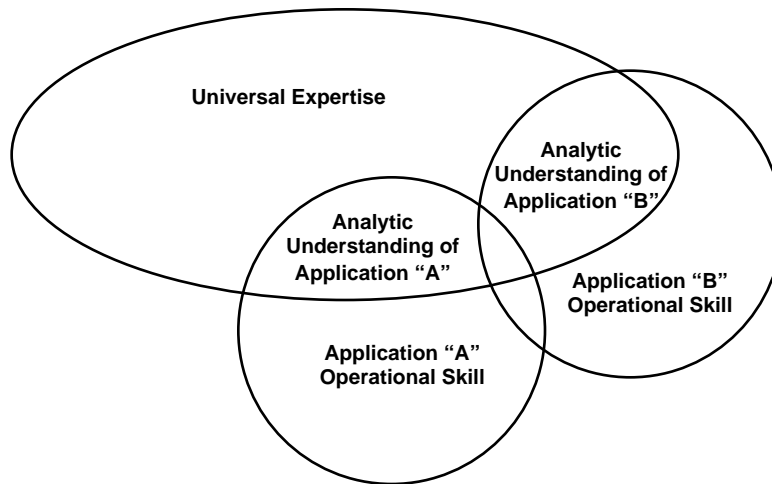 Universal Expertise
Analytic
Understanding of
Application “B”
Analytic
Understanding of
Application “A”
Application “B”
Operational Skill
Application “A”
Operational Skill